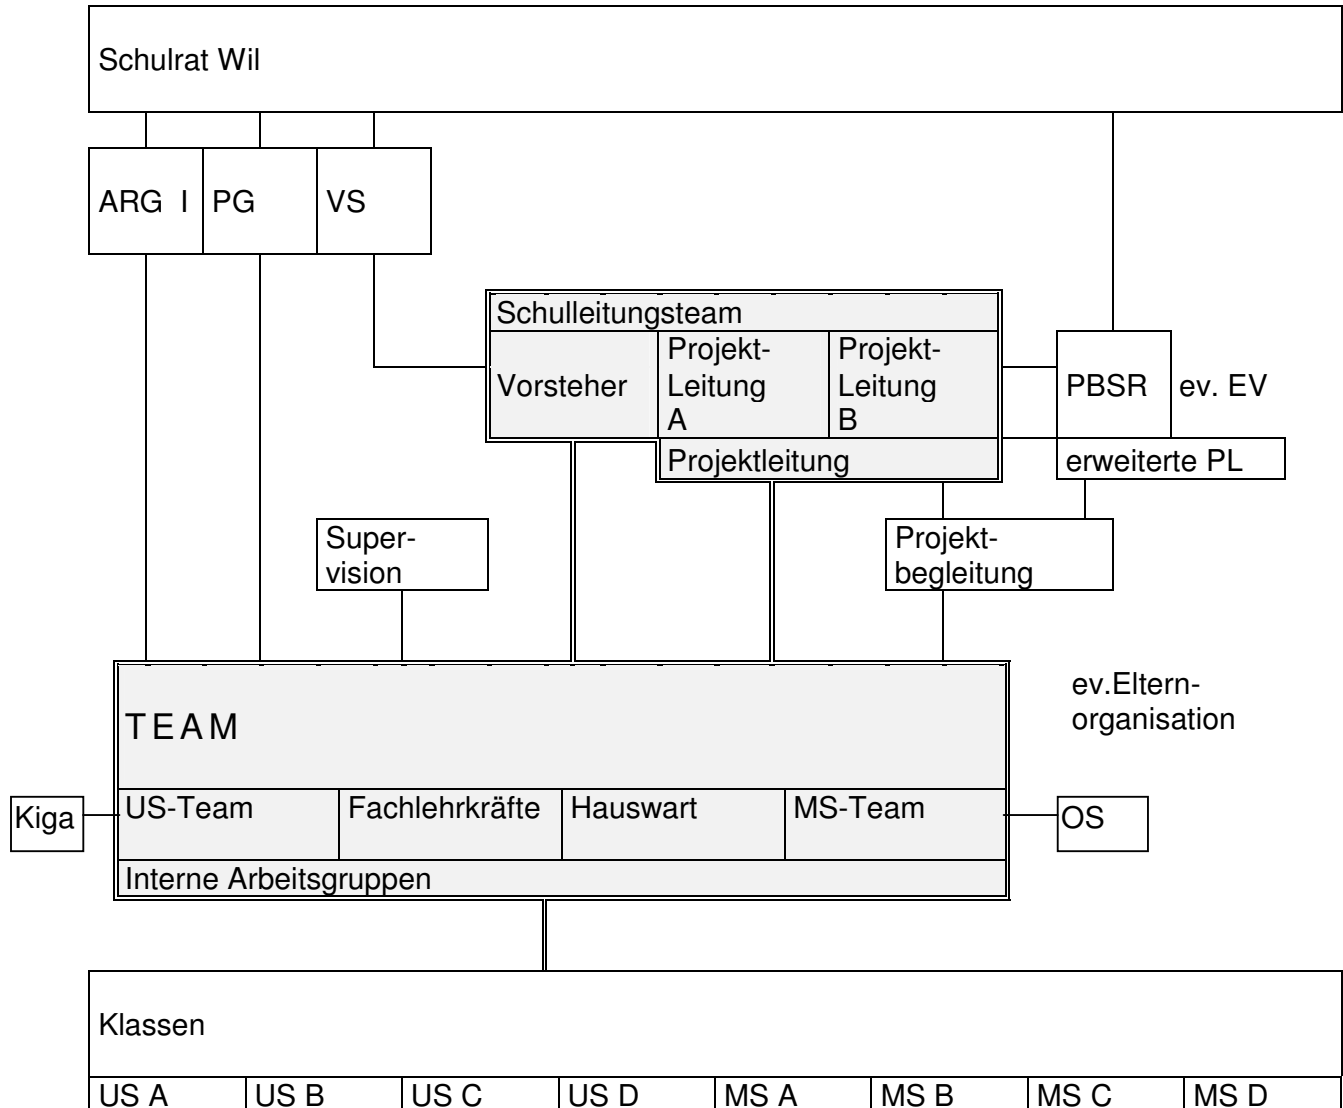 Schulrat Wil
ARG I
PG
VS
Schulleitungsteam
Vorsteher
Projekt-
Leitung
A
Projekt-
Leitung
B
PBSR
ev. EV
Projektleitung
erweiterte PL
Super-
vision
Projekt-
begleitung
ev.Eltern-
organisation
TEAM
Kiga
US-Team
Fachlehrkräfte
Hauswart
MS-Team
OS
Interne Arbeitsgruppen
Klassen
US A
US B
US C
US D
MS A
MS B
MS C
MS D